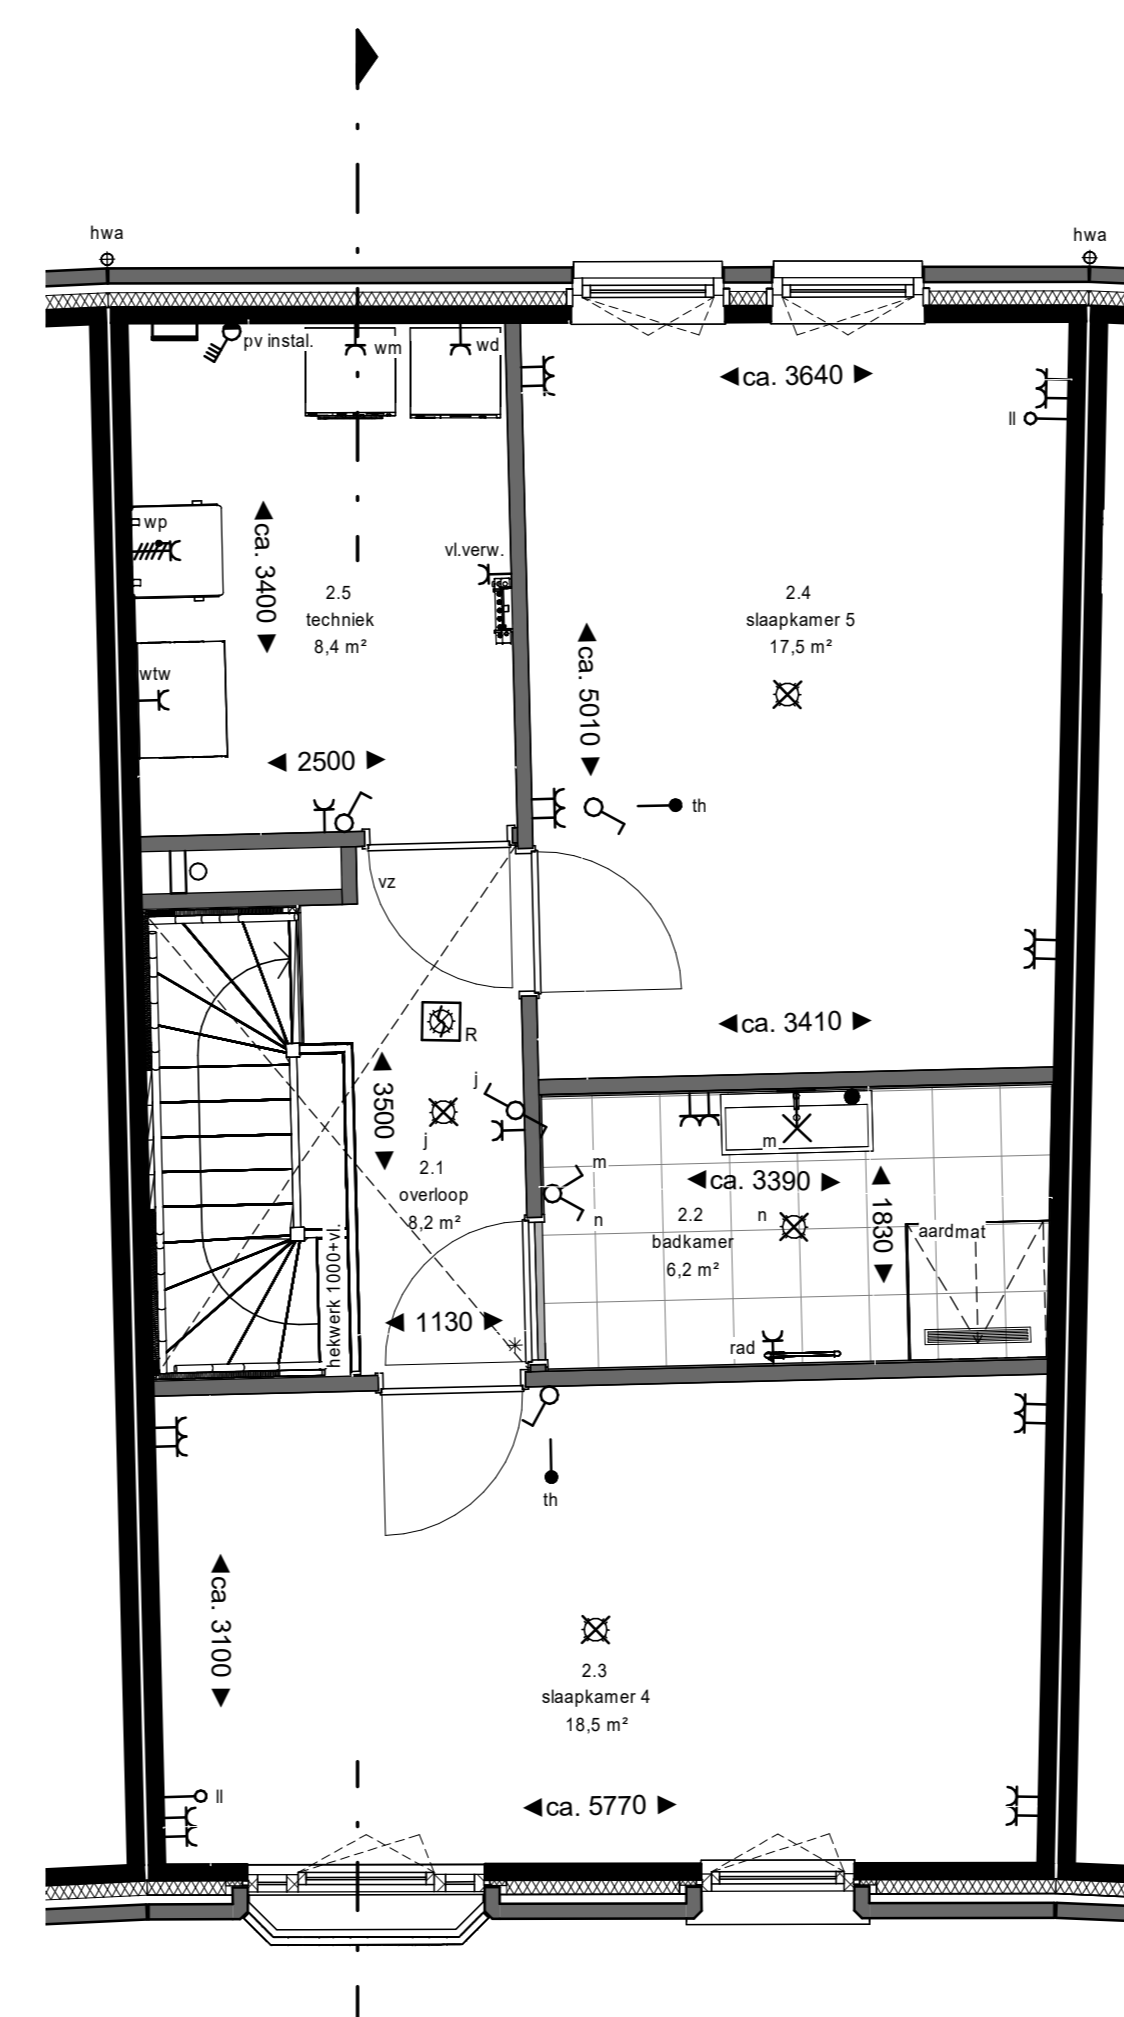 hwa
hwa
pv instal.
wm
wd
◄ca. 3640 ►
ll
wp
◄ca. 3400 ►
vl.verw.
2.5
techniek
8,4 m²
2.4
slaapkamer 5
17,5 m²
wtw
◄ca. 5010 ►
◄ 2500 ►
th
vz
R
◄ca. 3410 ►
j
◄ 3500 ►
j
2.1
overloop
8,2 m²
m
m
n
◄ca. 3390 ►
◄ 1830 ►
2.2
badkamer
6,2 m²
n
aardmat
hekwerk 1000+vl.
◄ 1130 ►
rad
th
◄ca. 3100 ►
2.3
slaapkamer 4
18,5 m²
ll
◄ca. 5770 ►